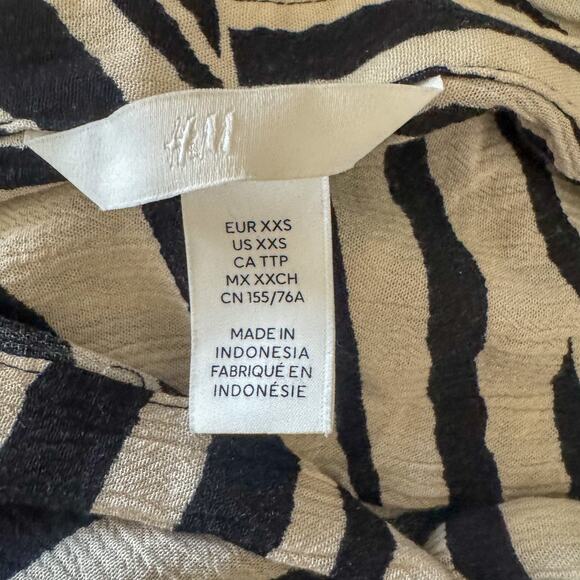 H&M
EUR XXS
US XXS
CA TTP
MX XXCH
CN 155/76A
MADE IN
INDONESIA
FABRIQUÉ EN
INDONÉSIE